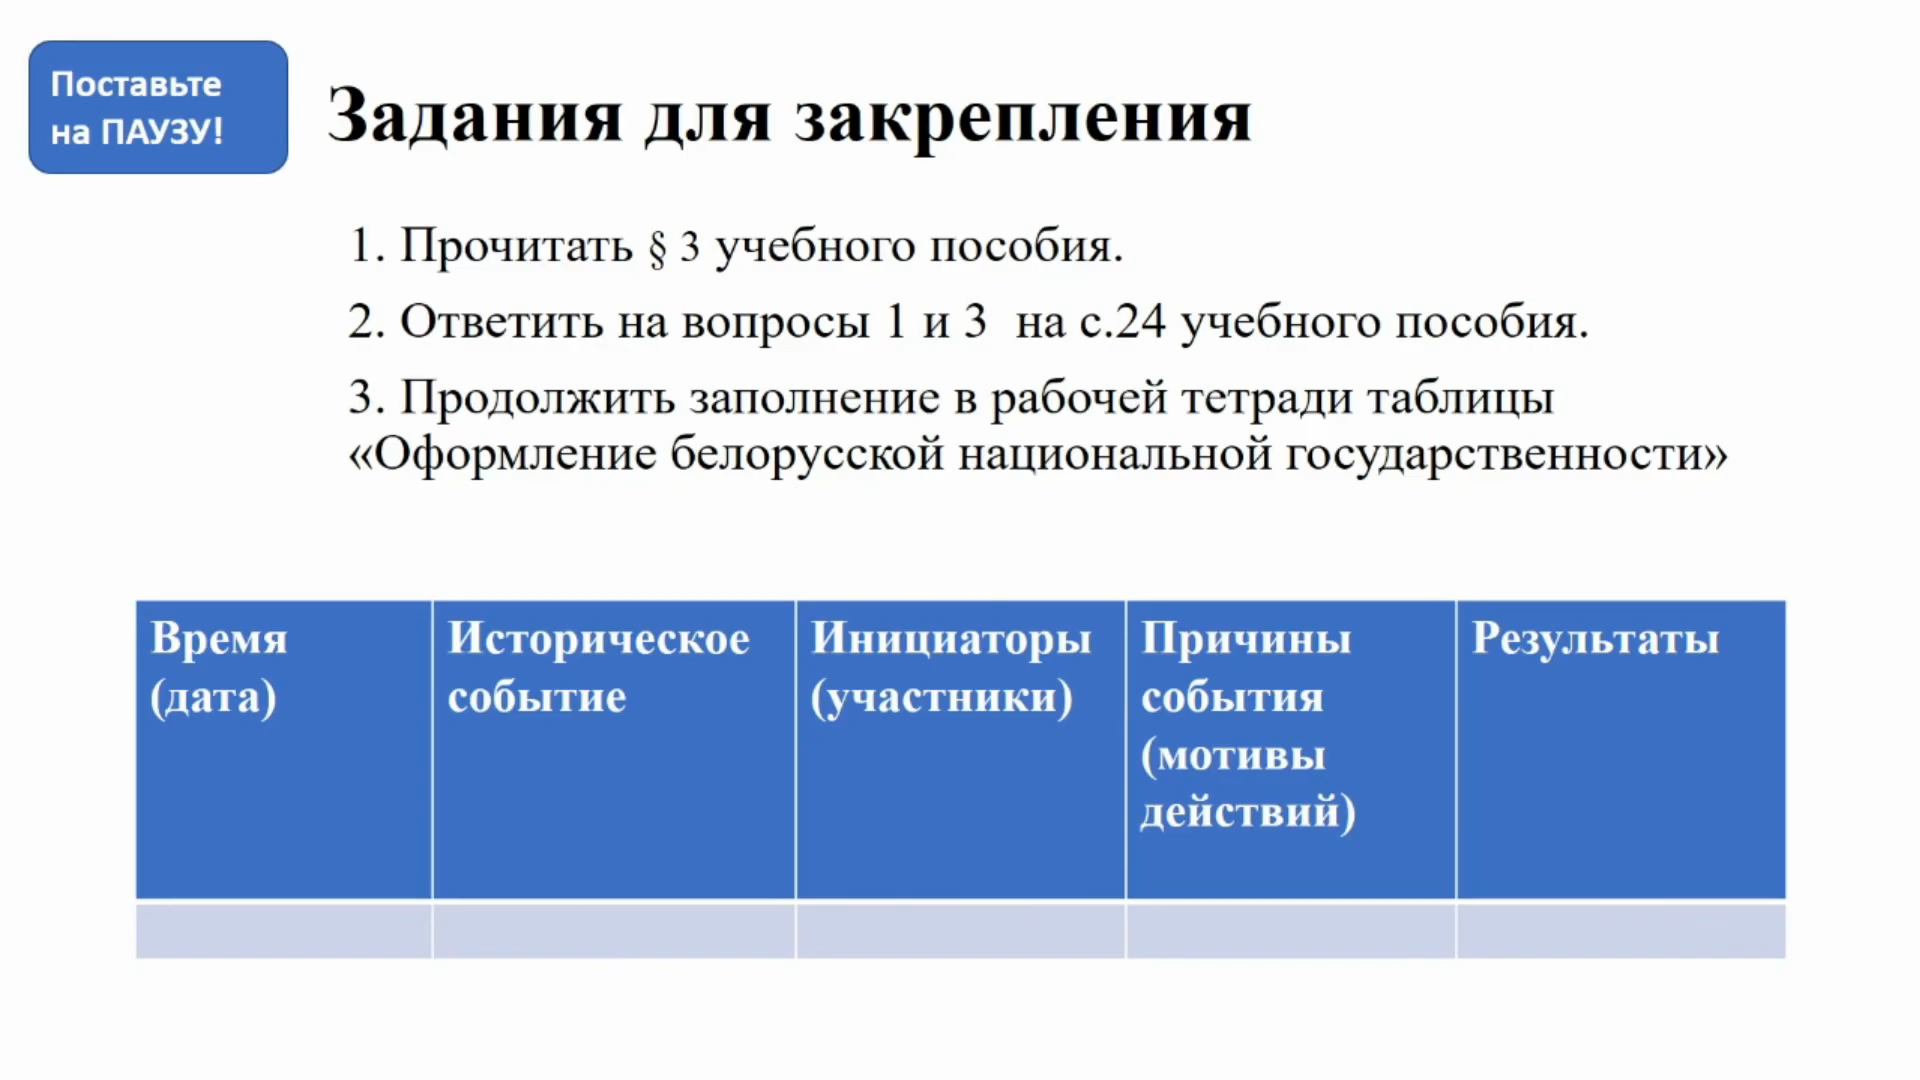 Поставьте
на ПАУЗУ!
Задания для закрепления
1. Прочитать § 3 учебного пособия.
2. Ответить на вопросы 1 и 3 на с.24 учебного пособия.
3. Продолжить заполнение в рабочей тетради таблицы
«Оформление белорусской национальной государственности»
Время
(дата)
Историческое
событие
Инициаторы
(участники)
Причины
события
(мотивы
действий)
Результаты